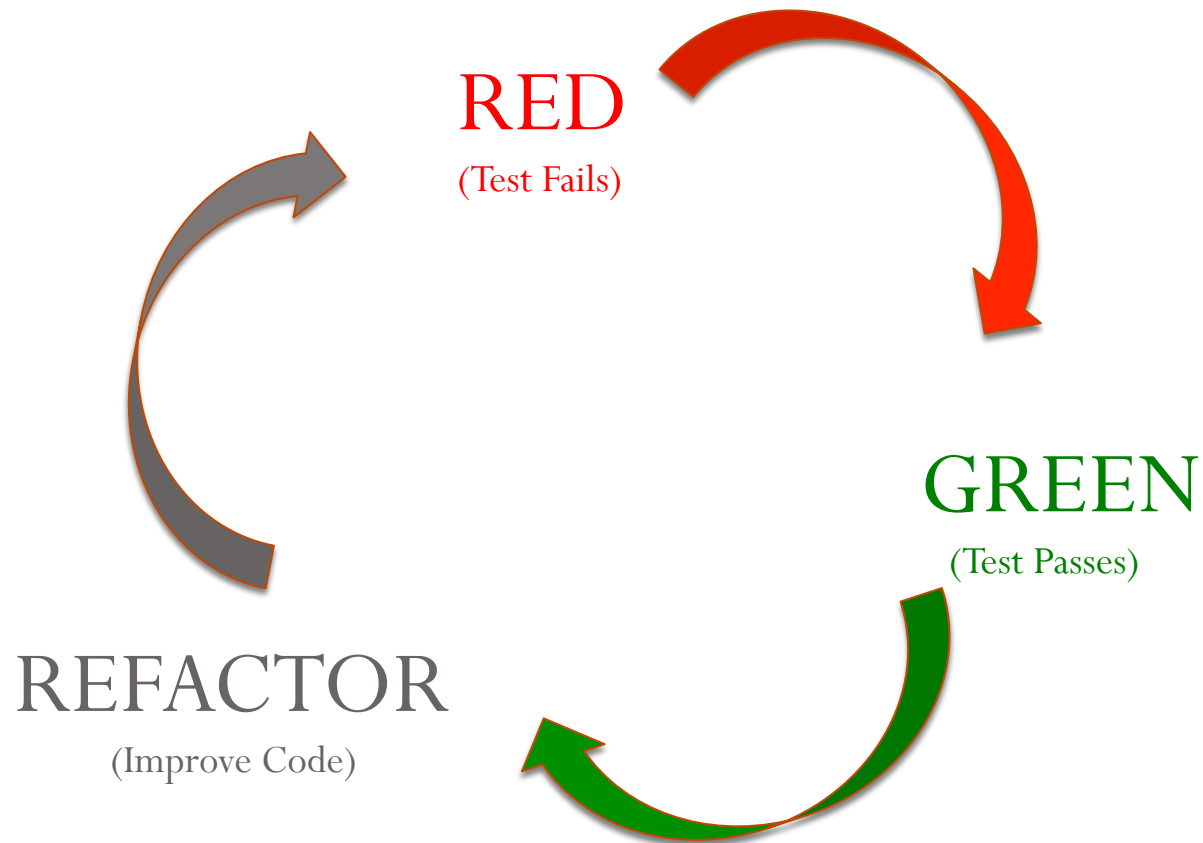 RED
(Test Fails)
GREEN
(Test Passes)
REFACTOR
(Improve Code)